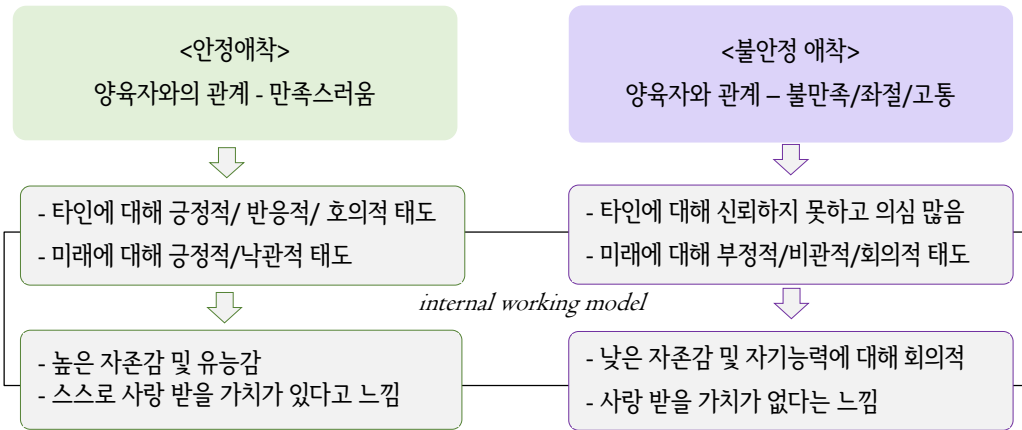 <안정애착>
양육자와의 관계 - 만족스러움
- 타인에 대해 긍정적/ 반응적/ 호의적 태도
- 미래에 대해 긍정적/낙관적 태도
- 높은 자존감 및 유능감
- 스스로 사랑 받을 가치가 있다고 느낌
internal working model
<불안정 애착>
양육자와 관계 – 불만족/좌절/고통
- 타인에 대해 신뢰하지 못하고 의심 많음
- 미래에 대해 부정적/비관적/회의적 태도
- 낮은 자존감 및 자기능력에 대해 회의적
- 사랑 받을 가치가 없다는 느낌